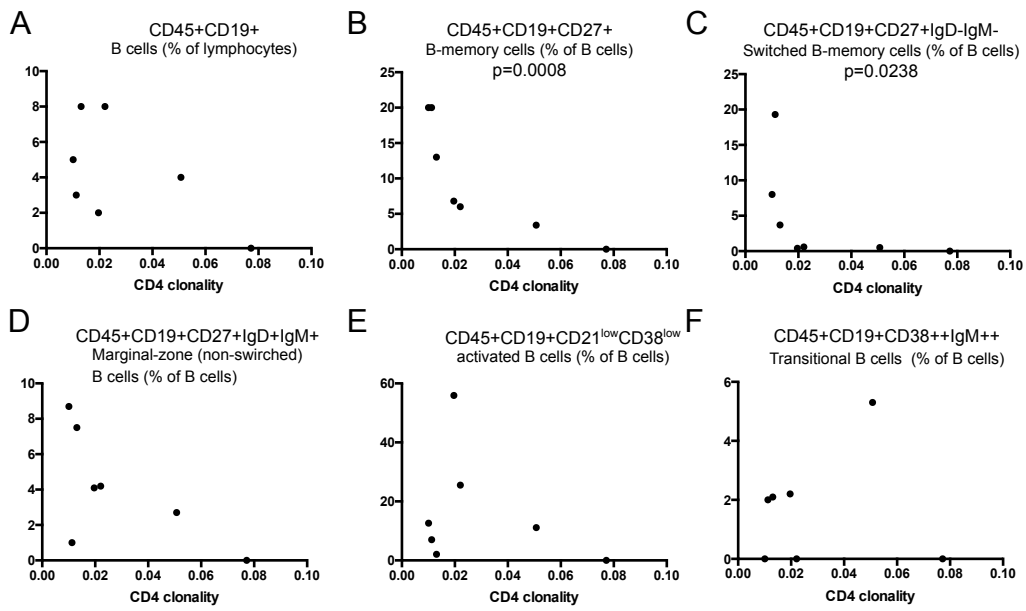 A
CD45+CD19+
B cells (% of lymphocytes)
10
8
6
4
2
0
0.00 0.02 0.04 0.06 0.08 0.10
CD4 clonality
B
CD45+CD19+CD27+
B-memory cells (% of B cells)
p=0.0008
25
20
15
10
5
0
0.00 0.02 0.04 0.06 0.08 0.10
CD4 clonality
C
CD45+CD19+CD27+IgD-IgM-
Switched B-memory cells (% of B cells)
p=0.0238
25
20
15
10
5
0
0.00 0.02 0.04 0.06 0.08 0.10
CD4 clonality
D
CD45+CD19+CD27+IgD+IgM+
Marginal-zone (non-swirched)
B cells (% of B cells)
10
8
6
4
2
0
0.00 0.02 0.04 0.06 0.08 0.10
CD4 clonality
E
CD45+CD19+CD21lowCD38low
activated B cells (% of B cells)
60
40
20
0
0.00 0.02 0.04 0.06 0.08 0.10
CD4 clonality
F
CD45+CD19+CD38++IgM++
Transitional B cells (% of B cells)
6
4
2
0
0.00 0.02 0.04 0.06 0.08 0.10
CD4 clonality